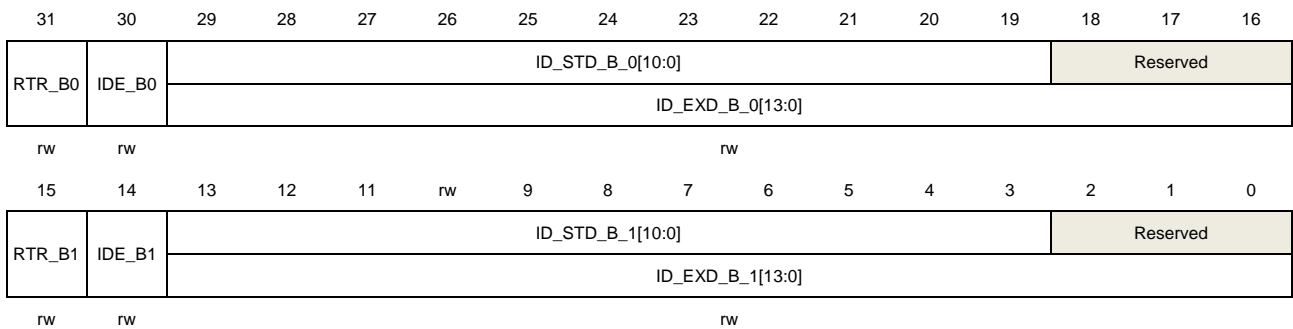 31 30 29 28 27 26 25 24 23 22 21 20 19 18 17 16
RTR_B0 IDE_B0 ID_STD_B_0[10:0] Reserved
ID_EXD_B_0[13:0]
rw rw rw
15 14 13 12 11 rw 9 8 7 6 5 4 3 2 1 0
RTR_B1 IDE_B1 ID_STD_B_1[10:0] Reserved
ID_EXD_B_1[13:0]
rw rw rw